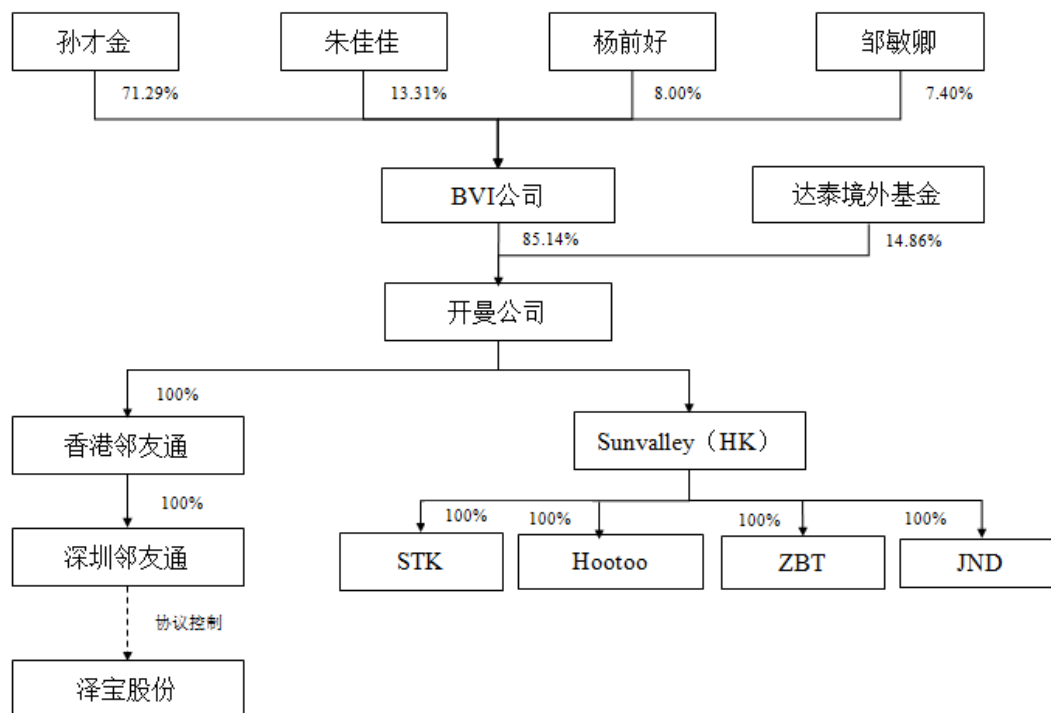 孙才金
朱佳佳
杨前好
邹敏卿
71.29%
13.31%
8.00%
7.40%
BVI公司
达泰境外基金
85.14%
14.86%
开曼公司
100%
香港邻友通
Sunvalley（HK）
100%
100%
100%
100%
100%
深圳邻友通
STK
Hootoo
ZBT
JND
协议控制
泽宝股份